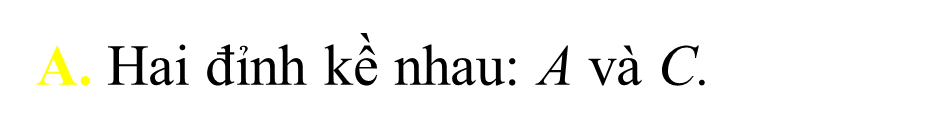 A. Hai đỉnh kề nhau: A và C.